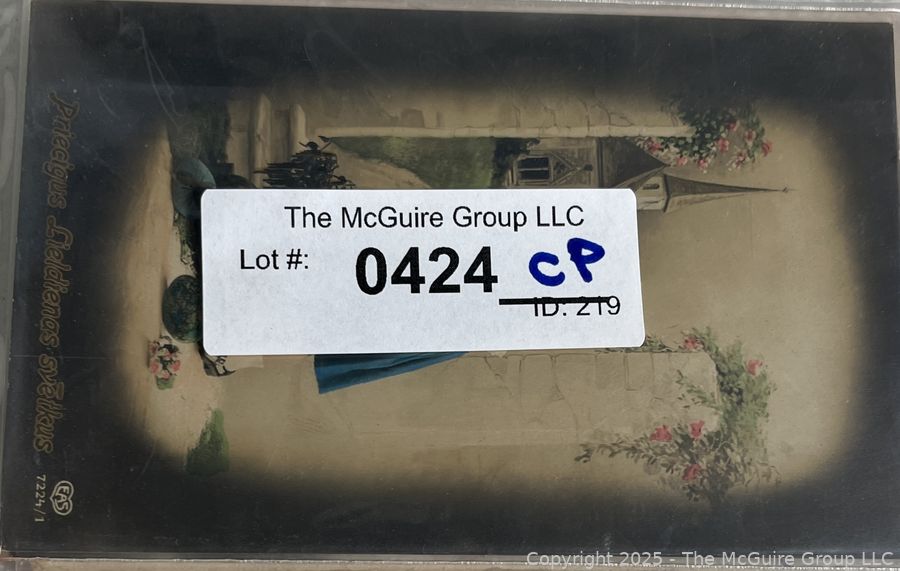 The McGuire Group LLC
Lot #:
0424 CP
ID: 219
Priecigus Lieldienas svētkus
EAS
7224/1
Copyright 2025 - The McGuire Group LLC